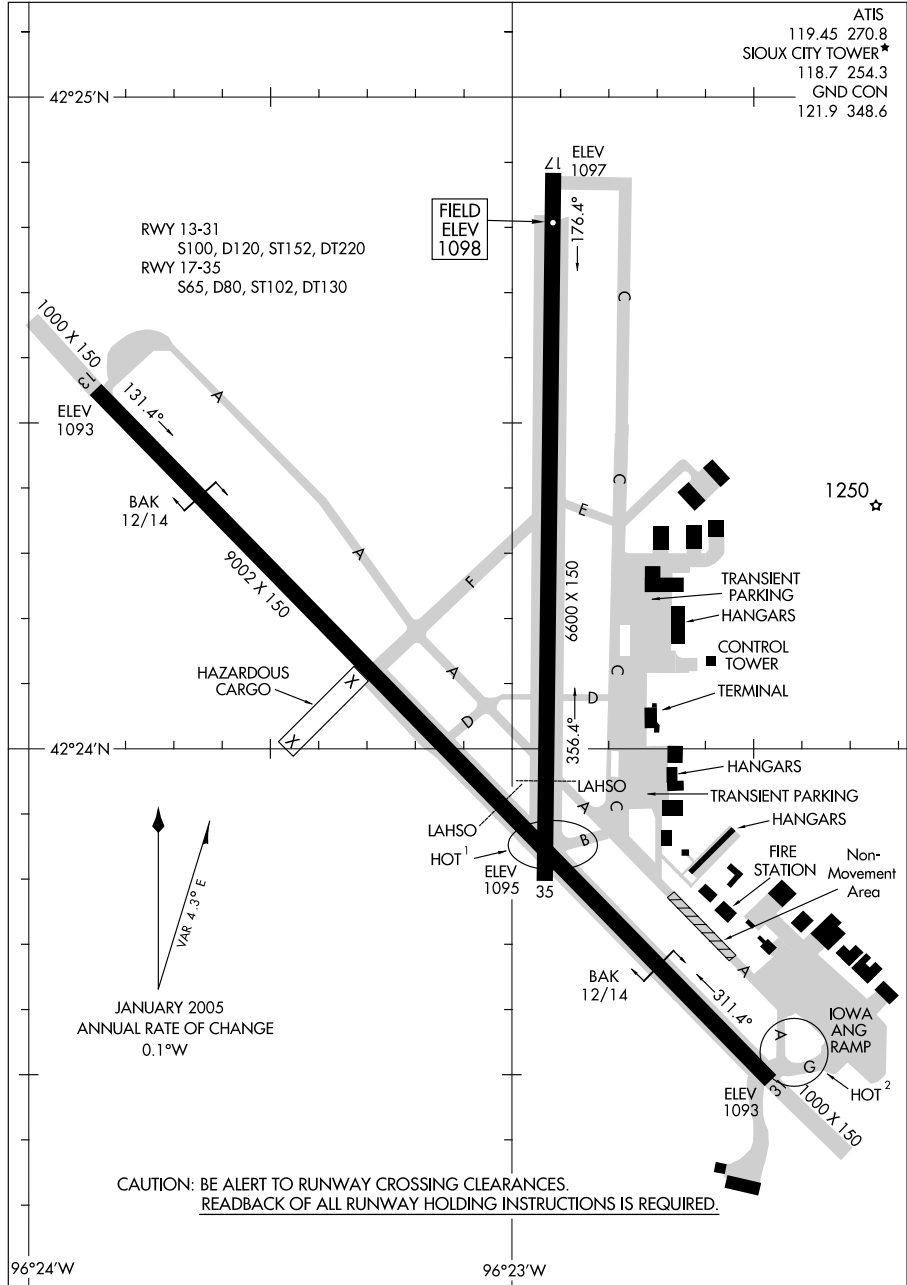 ATIS
119.45 270.8
SIOUX CITY TOWER★
118.7 254.3
GND CON
121.9 348.6
42°25'N
17
ELEV
1097
FIELD
ELEV
1098
176.4°
RWY 13-31
S100, D120, ST152, DT220
RWY 17-35
S65, D80, ST102, DT130
C
1000 X 150
13
131.4°
A
ELEV
1093
BAK
12/14
C
1250
E
9002 X 150
A
F
6600 X 150
TRANSIENT
PARKING
HANGARS
CONTROL
TOWER
HAZARDOUS
CARGO
X
X
A
C
TERMINAL
D
D
356.4°
42°24'N
HANGARS
LAHSO
TRANSIENT PARKING
A
C
HANGARS
LAHSO
HOT 1
B
FIRE
STATION
Non-
Movement
Area
ELEV
1095
35
VAR 4.3° E
A
BAK
12/14
311.4°
JANUARY 2005
ANNUAL RATE OF CHANGE
0.1°W
IOWA
ANG
RAMP
A
G
HOT 2
31
ELEV
1093
1000 X 150
CAUTION: BE ALERT TO RUNWAY CROSSING CLEARANCES.
READBACK OF ALL RUNWAY HOLDING INSTRUCTIONS IS REQUIRED.
96°24'W
96°23'W